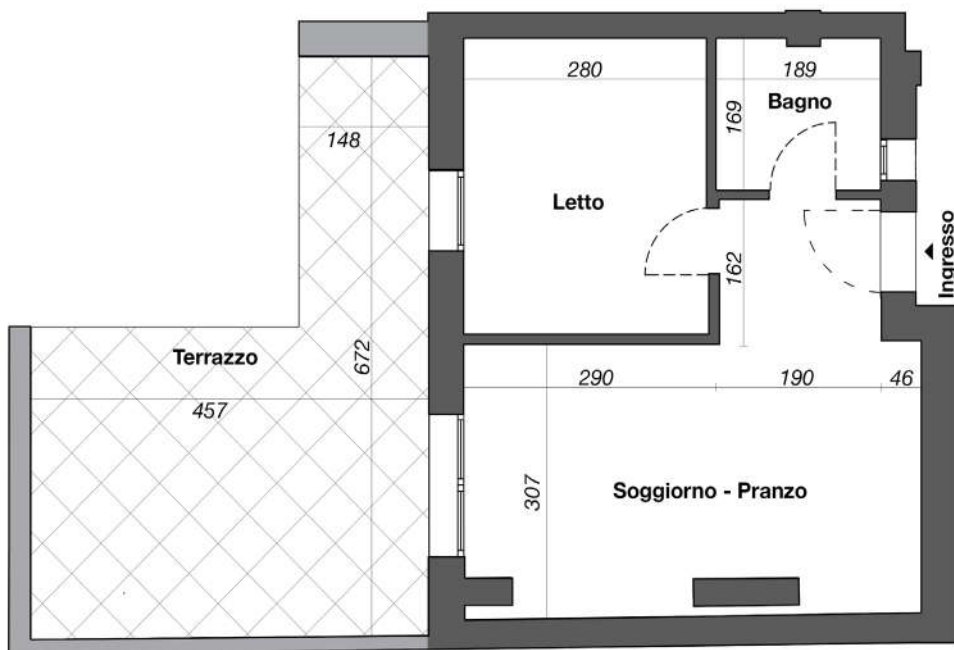 280
189
Bagno
169
148
Letto
162
Ingresso
Terrazzo
672
457
290
190
46
307
Soggiorno - Pranzo